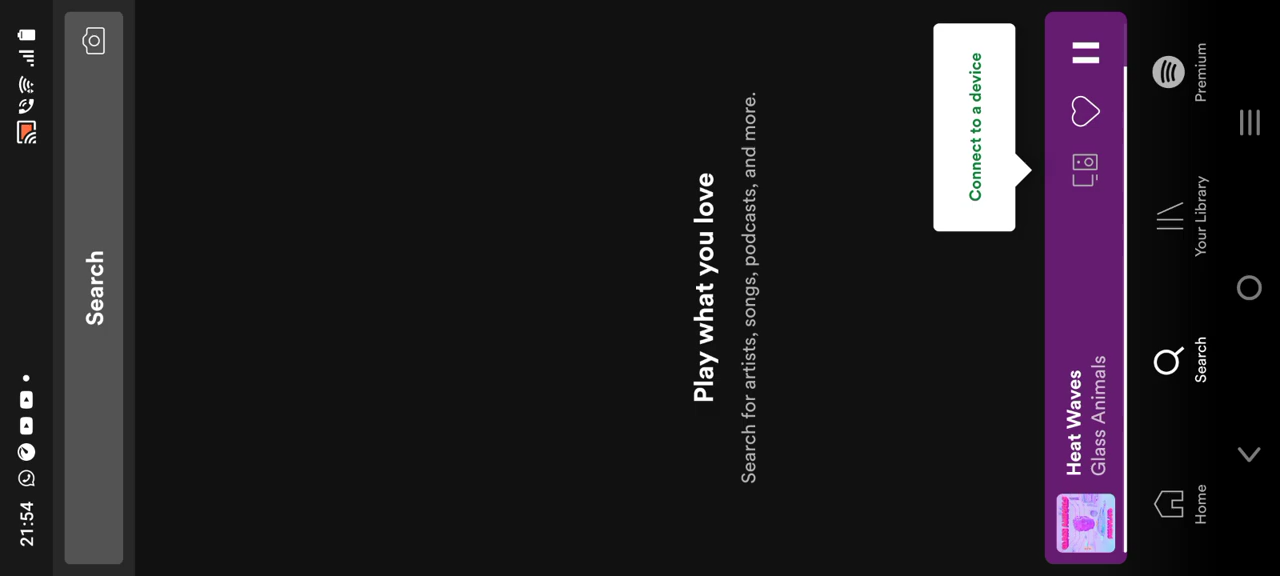 21:54
Search
Play what you love
Search for artists, songs, podcasts, and more.
Connect to a device
Heat Waves
Glass Animals
Home
Search
Your Library
Premium